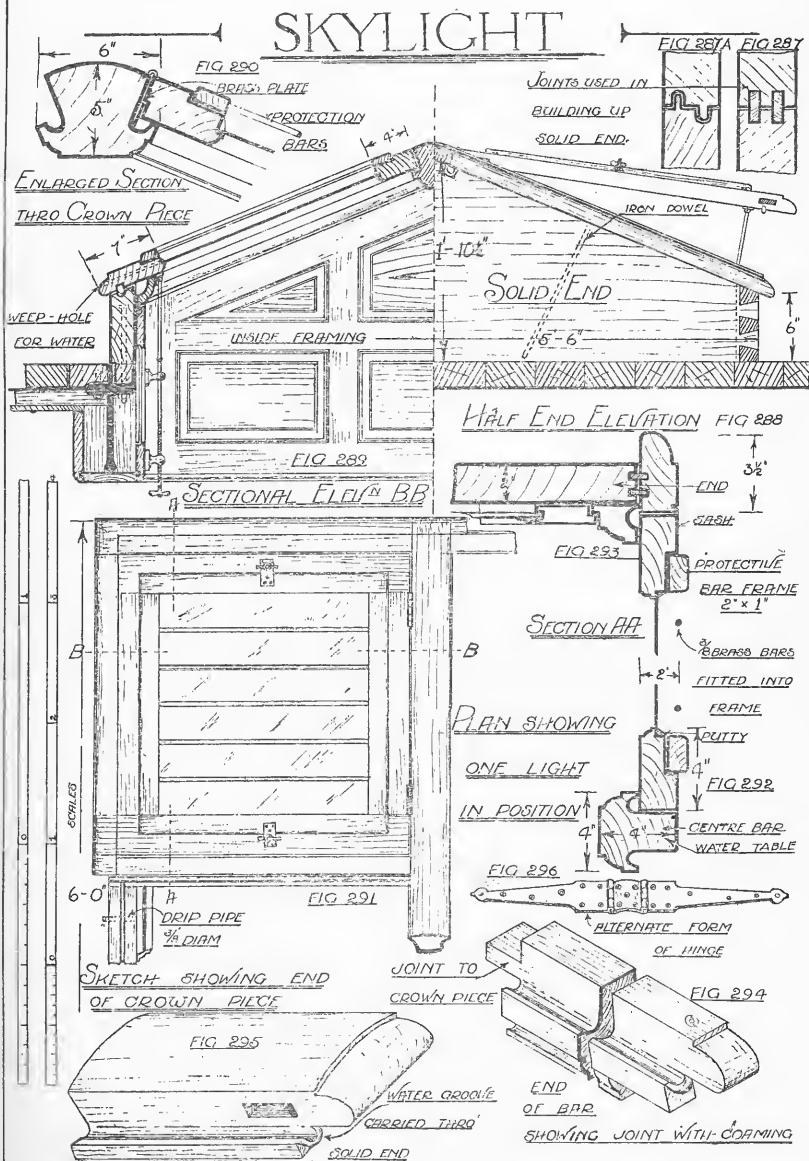 SKYLIGHT
6"
FIG 290
BRASS PLATE
5"
PROTECTION
BARS
ENLARGED SECTION
THRO CROWN PIECE
FIG 287A
FIG 287
JOINTS USED IN
BUILDING UP
SOLID END.
4"
7"
WEEP-HOLE
FOR WATER
INSIDE FRAMING
FIG 289
SECTIONAL ELEVN BB
IRON DOWEL
1'-10½"
SOLID END
5'-6"
6"
HALF END ELEVATION FIG 288
3½"
END
SASH
FIG 293
PROTECTIVE
BAR FRAME
2" × 1"
SECTION AA
⅜ BRASS BARS
2"
FITTED INTO
FRAME
PUTTY
4"
FIG 292
4"
4"
CENTRE BAR
WATER TABLE
A
B
B
PLAN SHOWING
ONE LIGHT
IN POSITION
SCALES
6-0"
A
FIG 291
DRIP PIPE
⅜ DIAM
FIG 296
ALTERNATE FORM
OF HINGE
SKETCH SHOWING END
OF CROWN PIECE
FIG 295
WATER GROOVE
CARRIED THRO'
SOLID END
JOINT TO
CROWN PIECE
FIG 294
END
OF BAR
SHOWING JOINT WITH COAMING